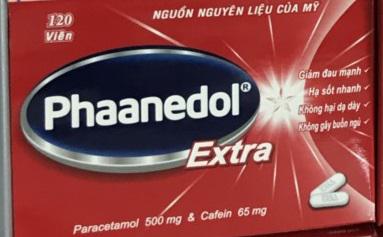 120
Viên
NGUỒN NGUYÊN LIỆU CỦA MỸ
Phaanedol®
Extra
Giảm đau mạnh
Hạ sốt nhanh
Không hại dạ dày
Không gây buồn ngủ
Paracetamol 500 mg & Cafein 65 mg